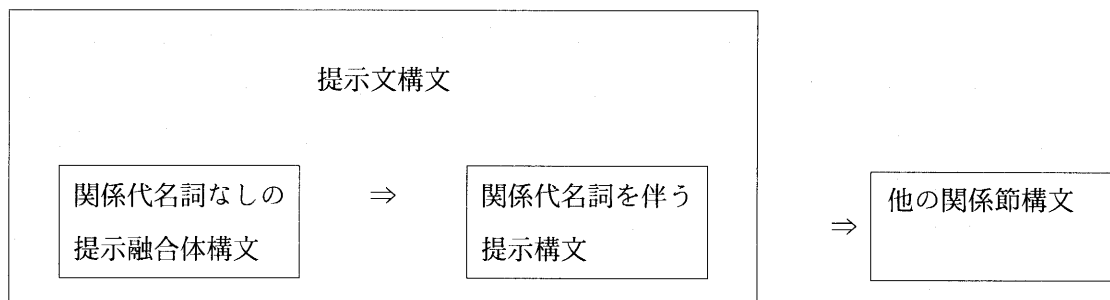 提示文構文
関係代名詞なしの
提示融合体構文
⇒
関係代名詞を伴う
提示構文
⇒
他の関係節構文